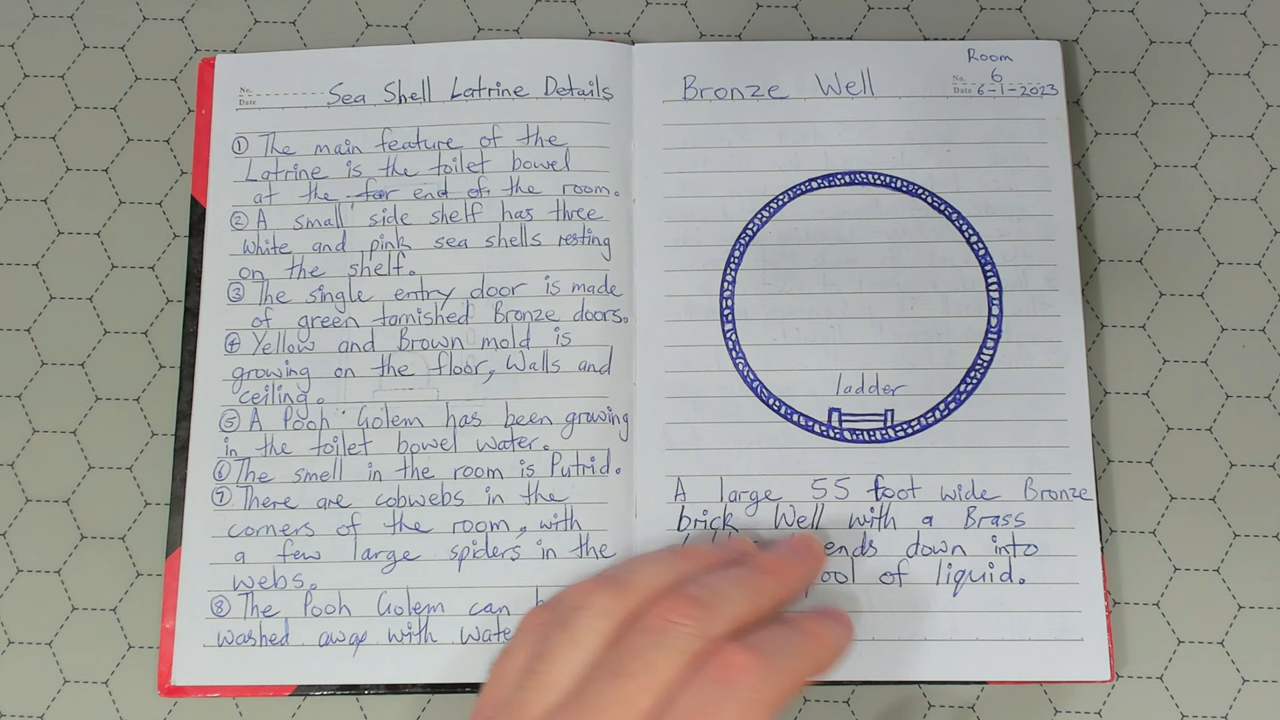 No.
Date
Sea Shell Latrine Details
① The main feature of the
Latrine is the toilet bowel
at the far end of the room.
② A small side shelf has three
white and pink sea shells resting
on the shelf.
③ The single entry door is made
of green tarnished Bronze doors.
④ Yellow and Brown mold is
growing on the floor, Walls and
ceiling.
⑤ A Pooh Golem has been growing
in the toilet bowel water.
⑥ The smell in the room is Putrid.
⑦ There are cobwebs in the
corners of the room, with
a few large spiders in the
webs.
⑧ The Pooh Golem can
washed away with
Bronze Well
Room
No. 6
Date 6-1-2023
ladder
A large 55 foot wide Bronze
brick Well with a Brass
down into
of liquid.